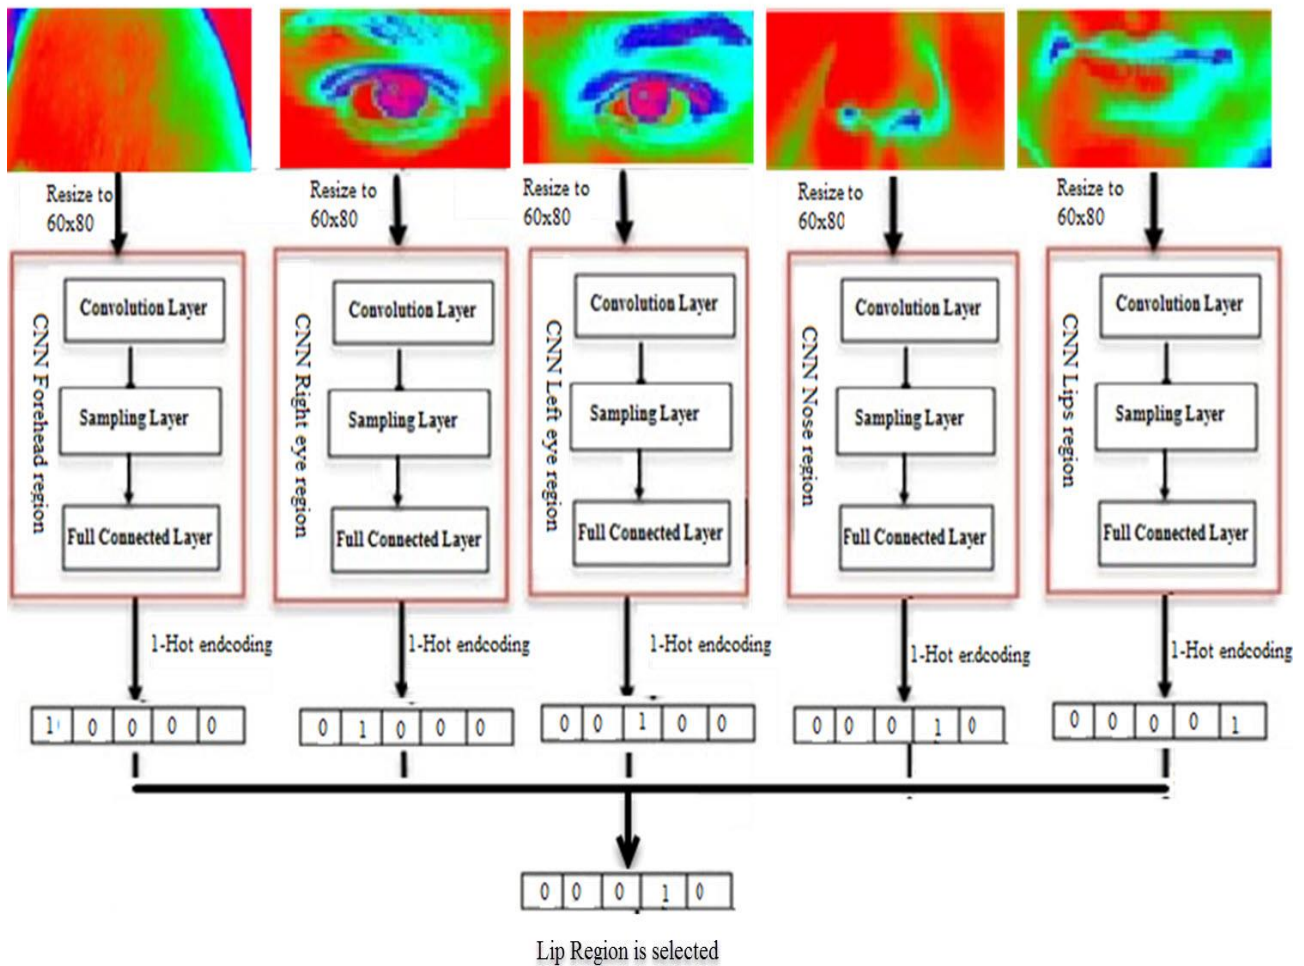 Resize to
60x80
Resize to
60x80
Resize to
60x80
Resize to
60x80
Resize to
60x80
CNN Forehead region
Convolution Layer
Sampling Layer
Full Connected Layer
CNN Right eye region
Convolution Layer
Sampling Layer
Full Connected Layer
CNN Left eye region
Convolution Layer
Sampling Layer
Full Connected Layer
CNN Nose region
Convolution Layer
Sampling Layer
Full Connected Layer
CNN Lips region
Convolution Layer
Sampling Layer
Full Connected Layer
1-Hot endcoding
1-Hot endcoding
1-Hot endcoding
1-Hot erdcoding
1-Hot endcoding
1 0 0 0 0
0 1 0 0 0
0 0 1 0 0
0 0 0 1 0
0 0 0 0 1
0 0 0 1 0
Lip Region is selected